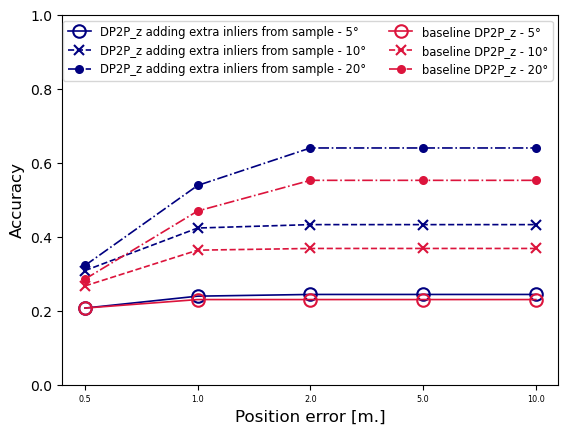 DP2P_z adding extra inliers from sample - 5°
DP2P_z adding extra inliers from sample - 10°
DP2P_z adding extra inliers from sample - 20°
baseline DP2P_z - 5°
baseline DP2P_z - 10°
baseline DP2P_z - 20°
1.0
0.8
0.6
0.4
0.2
0.0
Accuracy
0.5 1.0 2.0 5.0 10.0
Position error [m.]